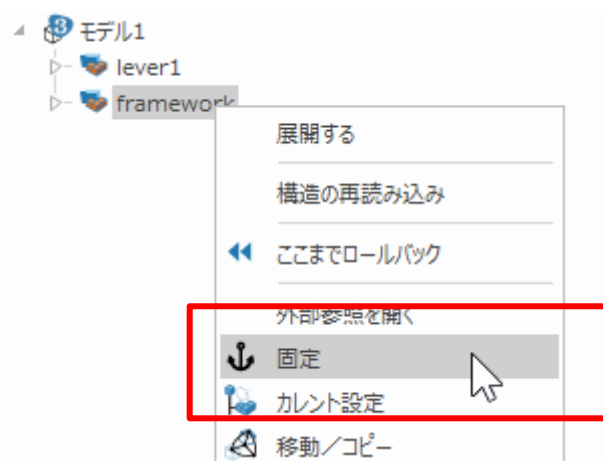 モデル1
lever1
framework
展開する
構造の再読み込み
ここまでロールバック
外部参照を開く
固定
カレント設定
移動／コピー